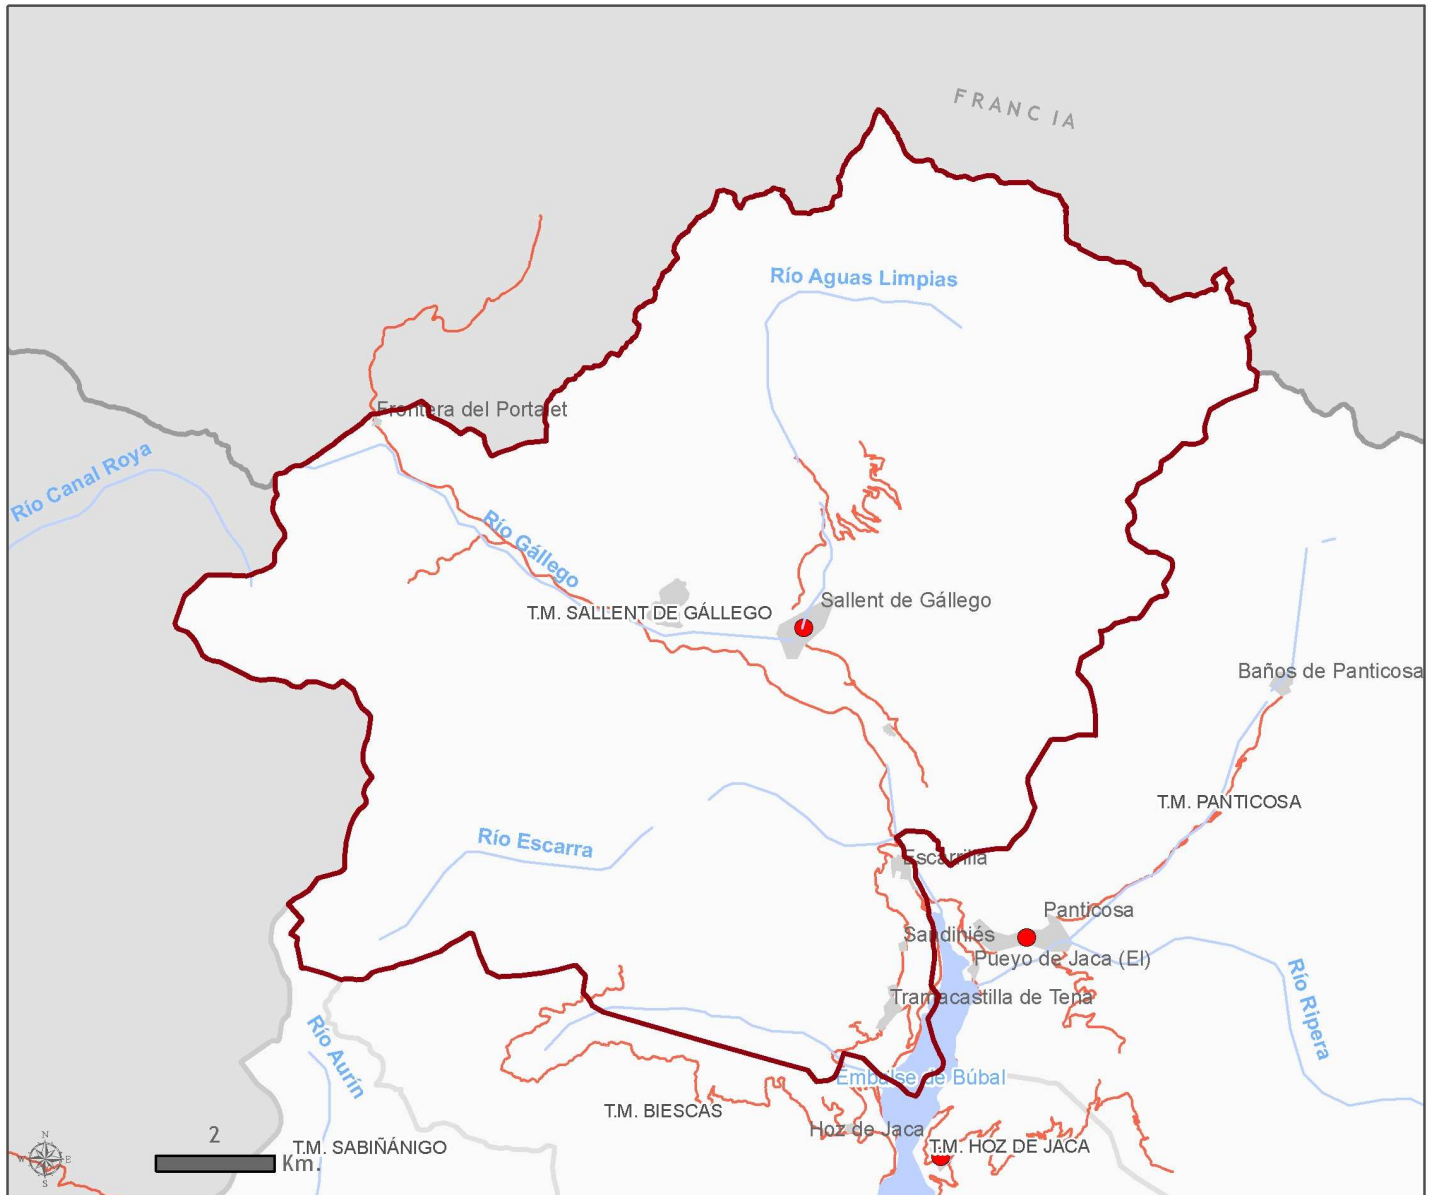 FRANCIA
Río Aguas Limpias
Frontera del Portalet
Río Canal Roya
Río Gállego
Sallent de Gállego
T.M. SALLENT DE GÁLLEGO
Baños de Panticosa
T.M. PANTICOSA
Río Escarra
Escarrilla
Panticosa
Sandiniés
Pueyo de Jaca (El)
Tramacastilla de Tena
Río Ripera
Río Aurín
Embalse de Búbal
T.M. BIESCAS
Hoz de Jaca
T.M. HOZ DE JACA
T.M. SABIÑÁNIGO
N
W E
S
2
Km.